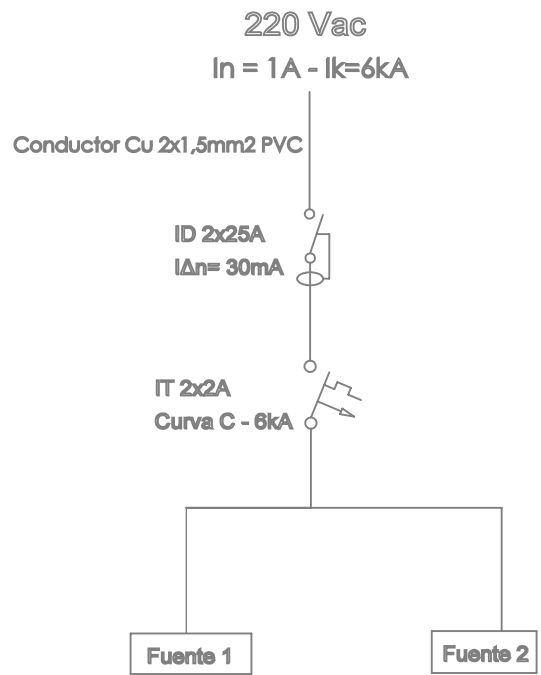 220 Vac
In = 1A - Ik=6kA
Conductor Cu 2x1,5mm2 PVC
ID 2x25A
IΔn= 30mA
IT 2x2A
Curva C - 6kA
Fuente 1
Fuente 2